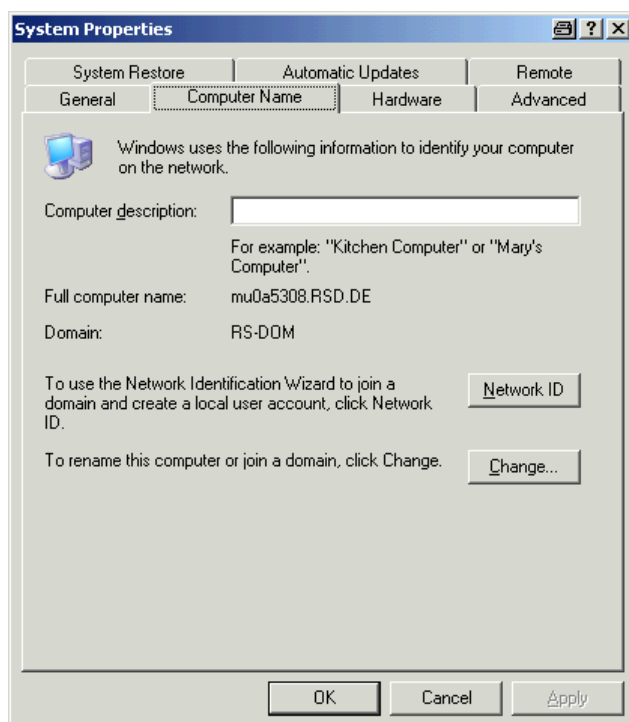 System Properties
System Restore
Automatic Updates
Remote
General
Computer Name
Hardware
Advanced
Windows uses the following information to identify your computer
on the network.
Computer description:
For example: "Kitchen Computer" or "Mary's
Computer".
Full computer name:
mu0a5308.RSD.DE
Domain:
RS-DOM
To use the Network Identification Wizard to join a
domain and create a local user account, click Network
ID.
Network ID
To rename this computer or join a domain, click Change.
Change...
OK
Cancel
Apply